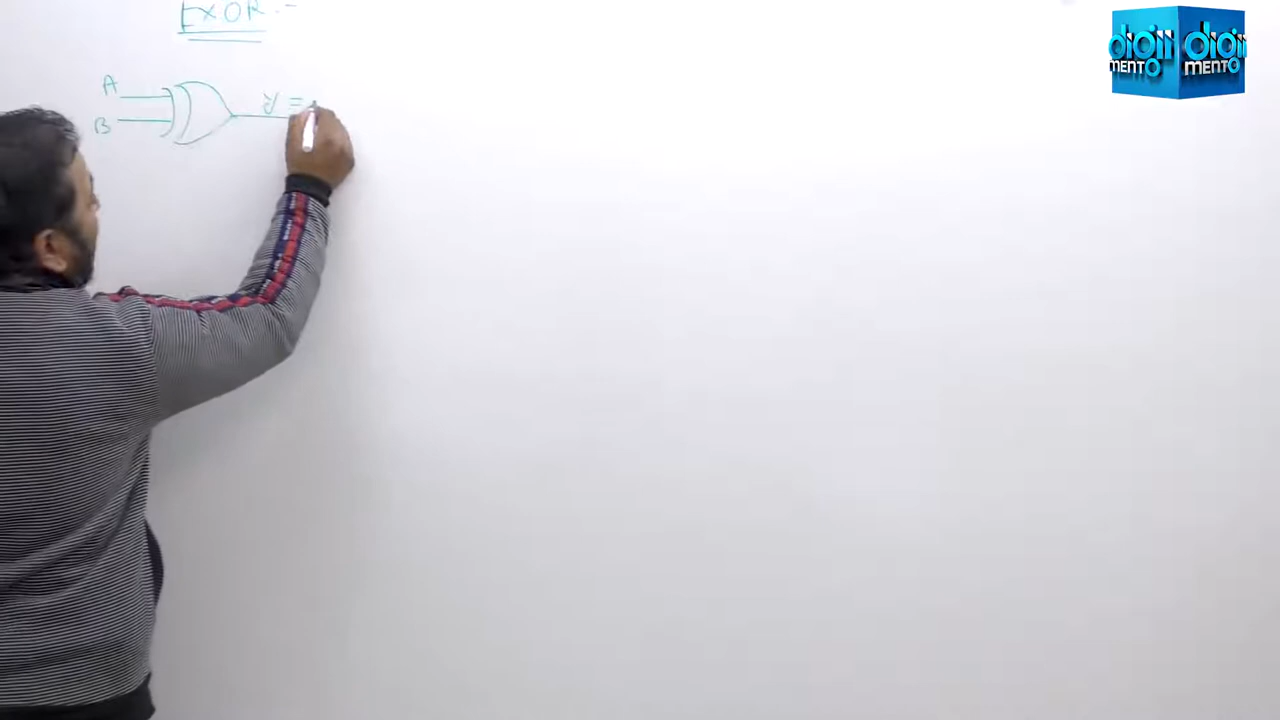 EXOR :-
A
B
Y =
digii
MENTO
digii
MENTO